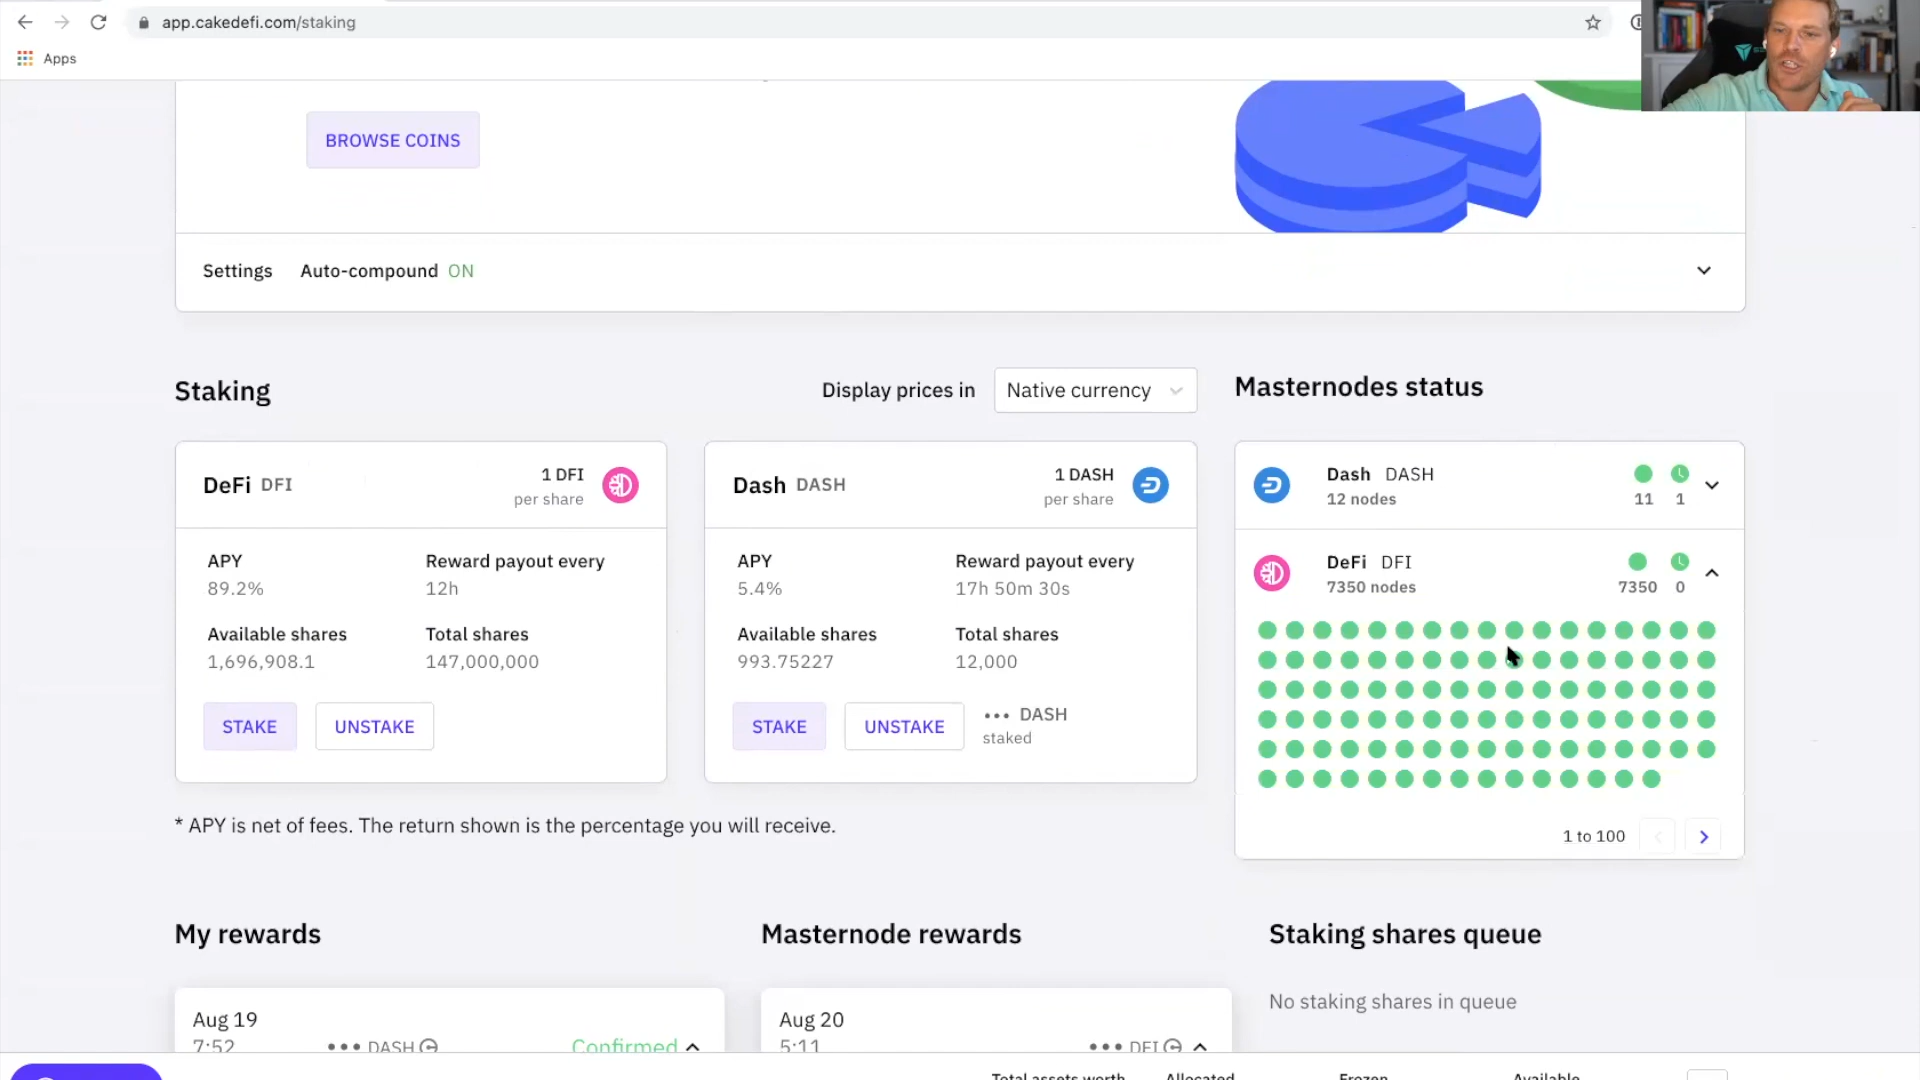 app.cakedefi.com/staking
Apps
BROWSE COINS
Settings Auto-compound ON
Staking
Display prices in Native currency
Masternodes status
DeFi DFI
1 DFI
per share
APY
89.2%
Reward payout every
12h
Available shares
1,696,908.1
Total shares
147,000,000
STAKE UNSTAKE
Dash DASH
1 DASH
per share
APY
5.4%
Reward payout every
17h 50m 30s
Available shares
993.75227
Total shares
12,000
STAKE UNSTAKE
••• DASH
staked
Dash DASH
12 nodes
11 1
DeFi DFI
7350 nodes
7350 0
1 to 100
* APY is net of fees. The return shown is the percentage you will receive.
My rewards
Aug 19
7:52 ••• DASH Confirmed
Masternode rewards
Aug 20
5:11 ••• DFI
Staking shares queue
No staking shares in queue
Total assets worth Allocated Frozen Available